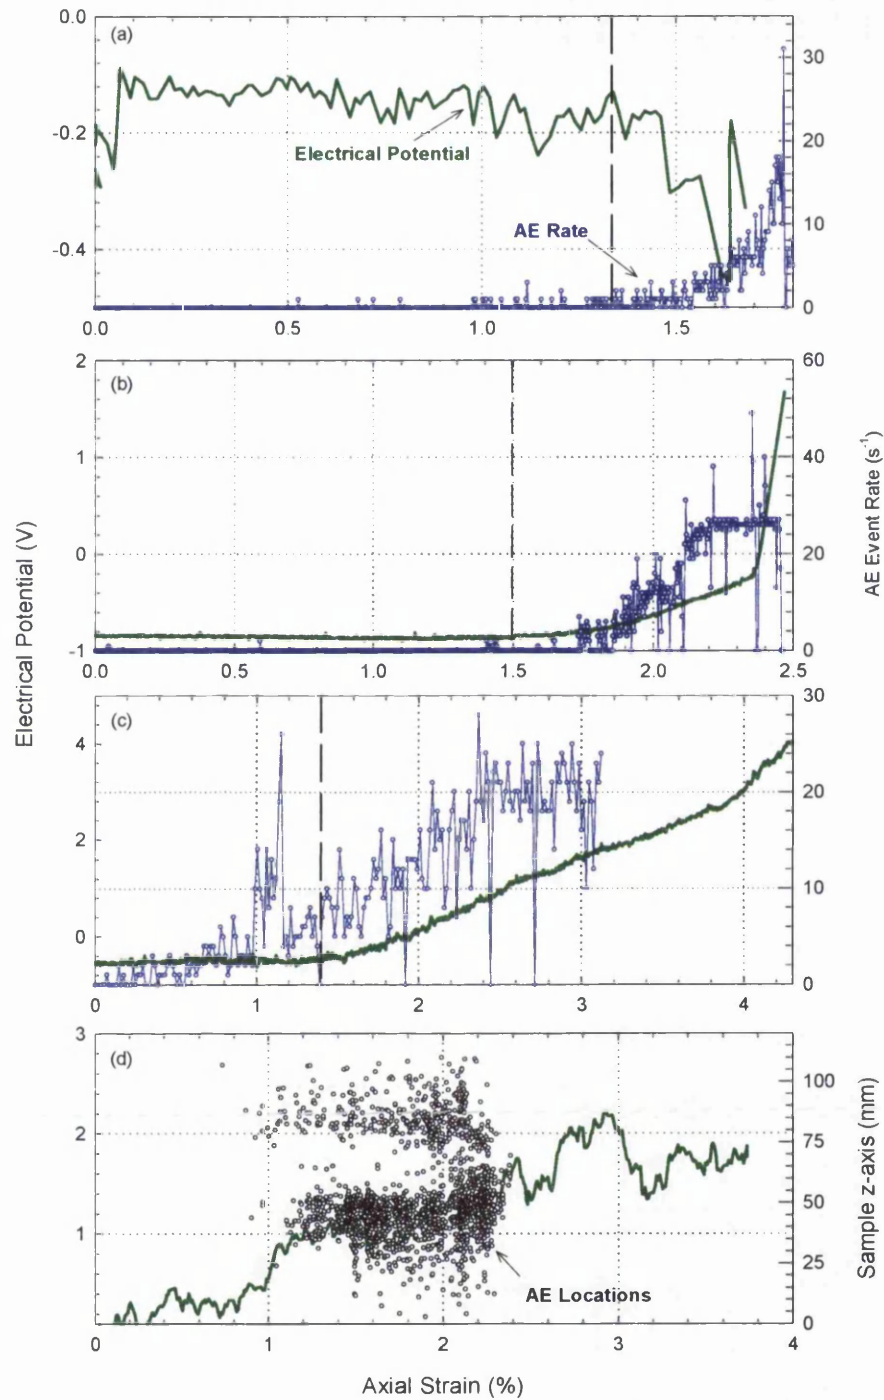 (a)
0.0
-0.2
-0.4
30
20
10
0
Electrical Potential
AE Rate
0.0 0.5 1.0 1.5
(b)
2
1
0
-1
60
40
20
0
0.0 0.5 1.0 1.5 2.0 2.5
Electrical Potential (V)
AE Event Rate (s⁻¹)
(c)
4
2
0
30
20
10
0
0 1 2 3 4
(d)
3
2
1
100
75
50
25
0
Sample z-axis (mm)
AE Locations
0 1 2 3 4
Axial Strain (%)